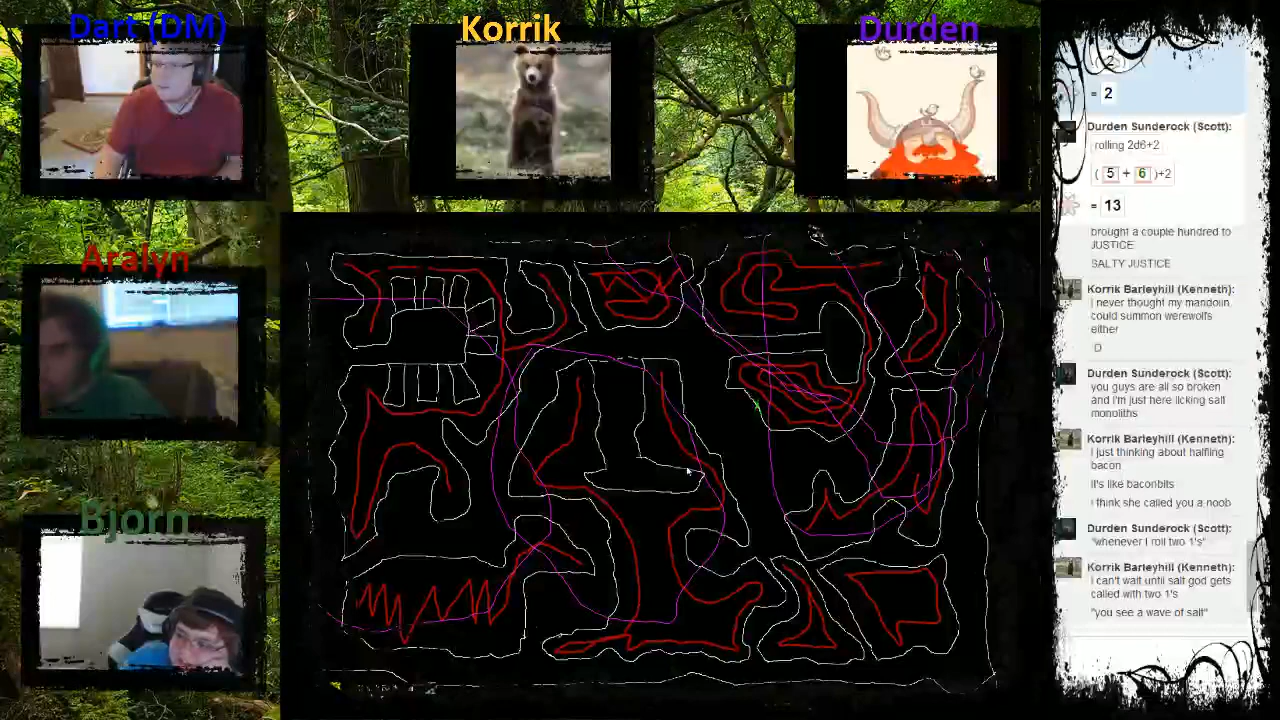 Dart (DM)
Korrik
Durden
Aralyn
Bjorn
2
= 2
Durden Sunderock (Scott):
rolling 2d6+2
( 5 + 6 )+2
= 13
brought a couple hundred to
JUSTICE
SALTY JUSTICE
Korrik Barleyhill (Kenneth):
I never thought my mandolin
could summon werewolfs
either
:D
Durden Sunderock (Scott):
you guys are all so broken
and I'm just here licking salt
monoliths
Korrik Barleyhill (Kenneth):
I just thinking about halfling
bacon
it's like baconbits
I think she called you a noob
Durden Sunderock (Scott):
"whenever I roll two 1's"
Korrik Barleyhill (Kenneth):
I can't wait until salt god gets
called with two 1's
"you see a wave of salt"